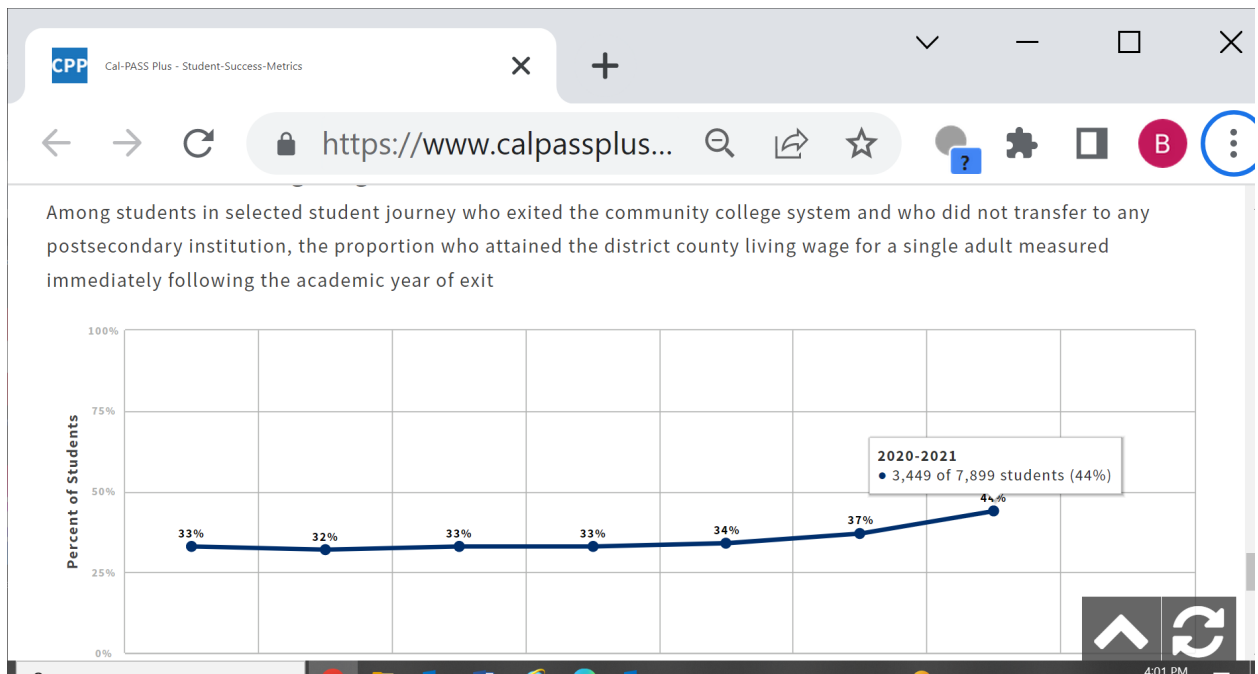 CPP Cal-PASS Plus - Student-Success-Metrics
https://www.calpassplus...
?
B
Among students in selected student journey who exited the community college system and who did not transfer to any
postsecondary institution, the proportion who attained the district county living wage for a single adult measured
immediately following the academic year of exit
100%
75%
50%
25%
0%
Percent of Students
33%
32%
33%
33%
34%
37%
44%
2020-2021
3,449 of 7,899 students (44%)
4:01 PM